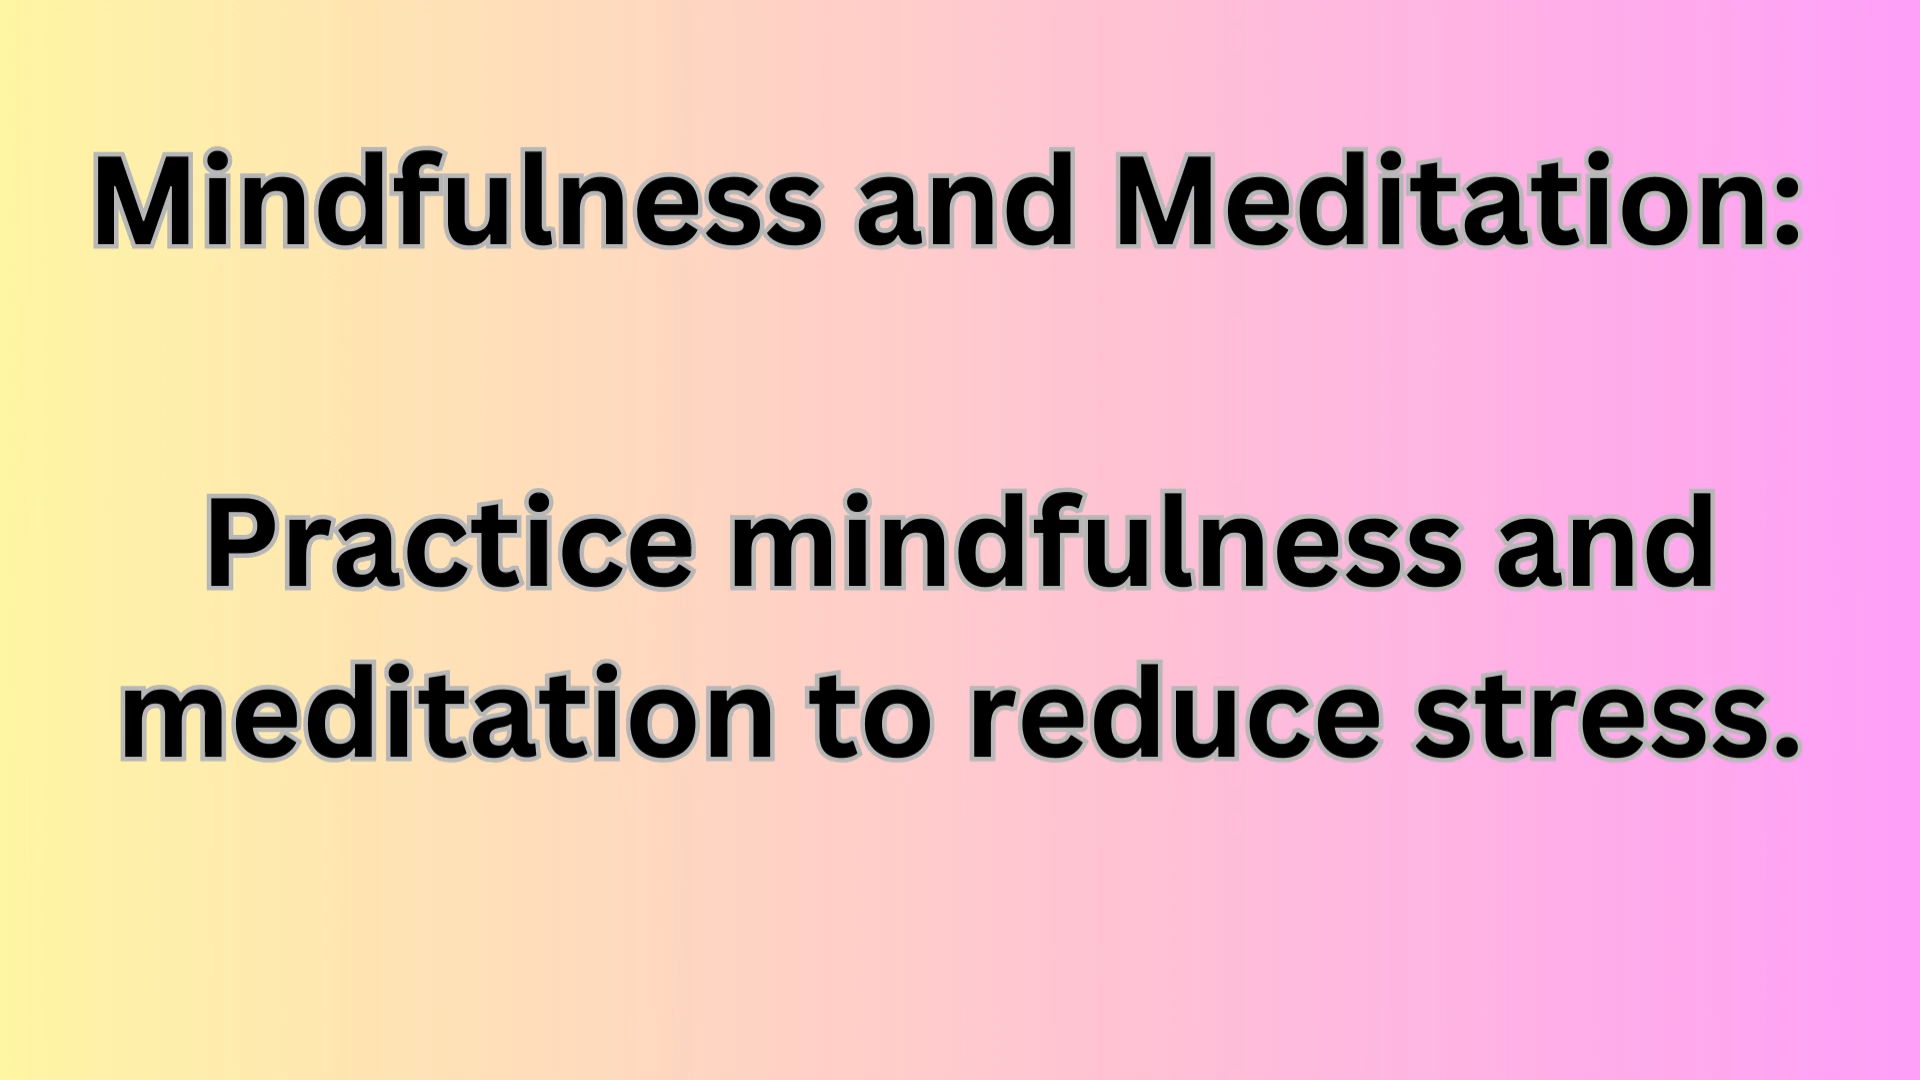 Mindfulness and Meditation:
Practice mindfulness and
meditation to reduce stress.